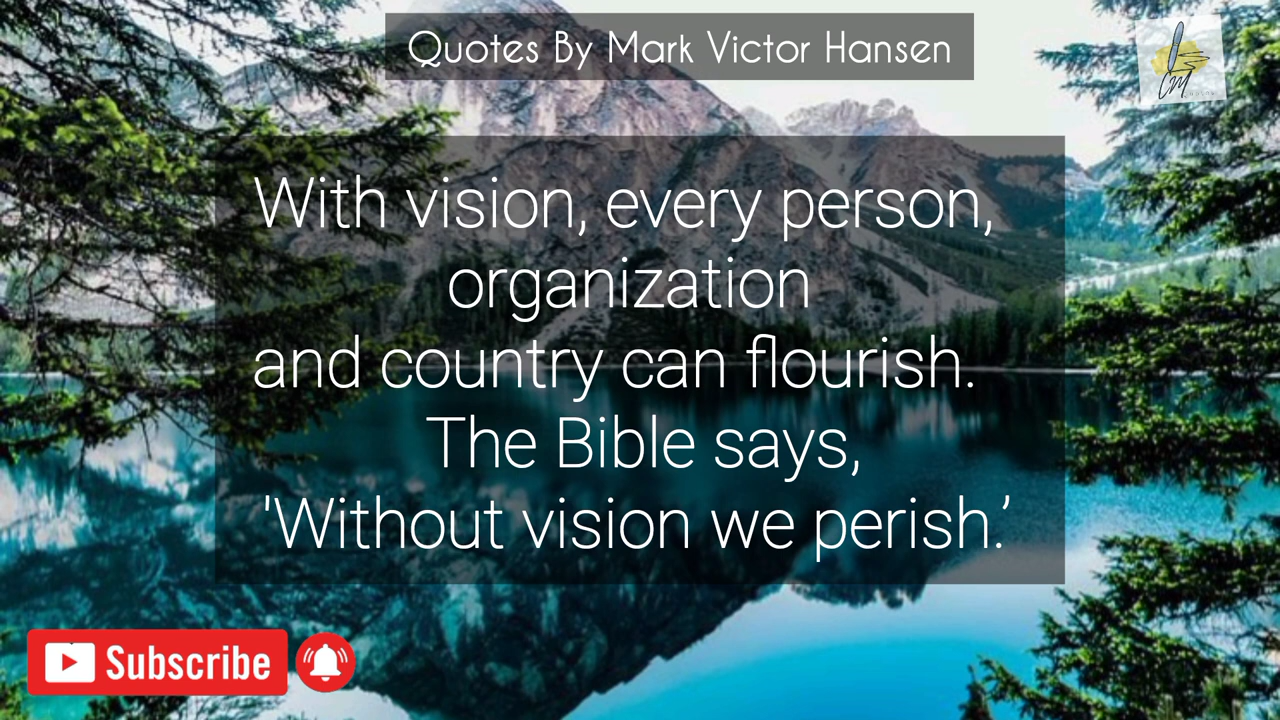 Quotes By Mark Victor Hansen
With vision, every person,
organization
and country can flourish.
The Bible says,
'Without vision we perish.’
Subscribe